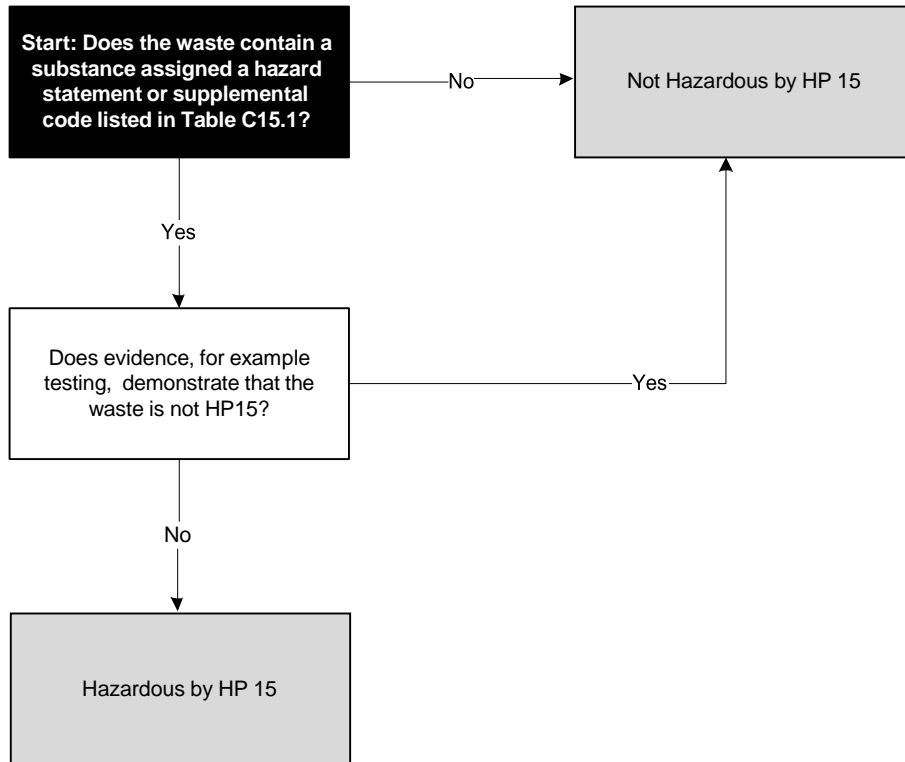 Start: Does the waste contain a
substance assigned a hazard
statement or supplemental
code listed in Table C15.1?
No
Not Hazardous by HP 15
Yes
Does evidence, for example
testing,  demonstrate that the
waste is not HP15?
Yes
No
Hazardous by HP 15